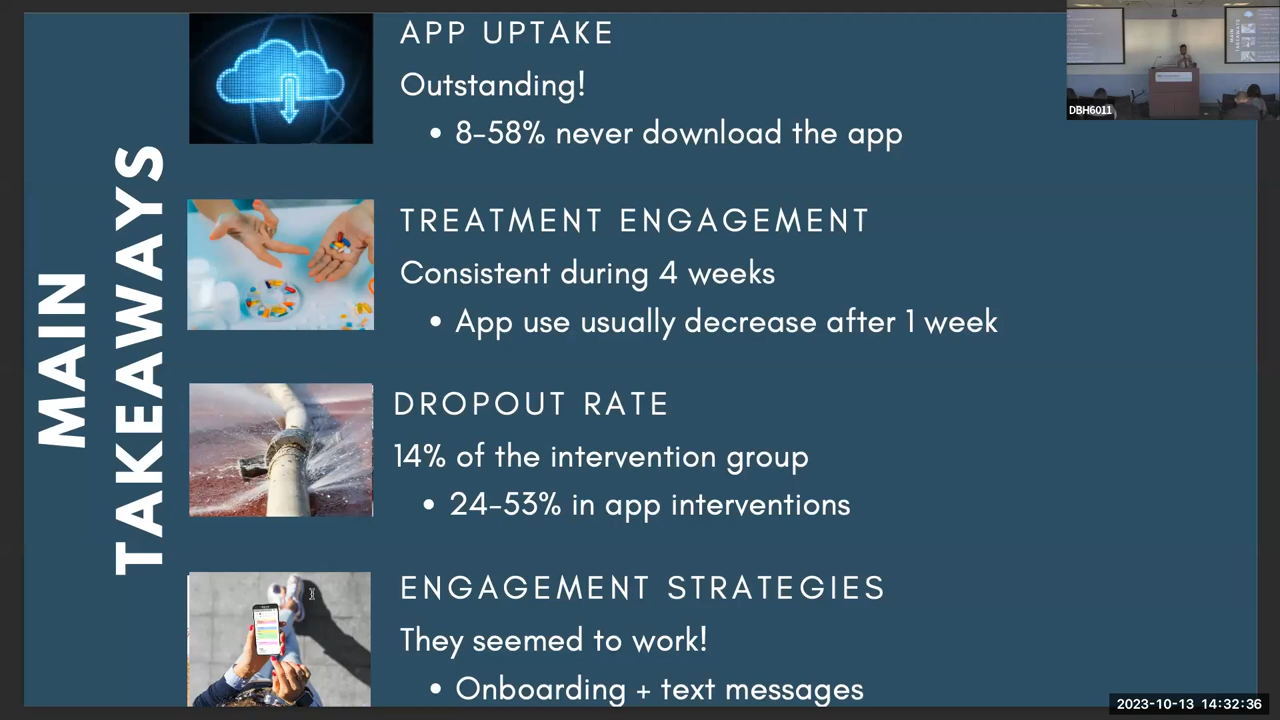 MAIN
TAKEAWAYS
APP UPTAKE
Outstanding!
• 8-58% never download the app
TREATMENT ENGAGEMENT
Consistent during 4 weeks
• App use usually decrease after 1 week
DROPOUT RATE
14% of the intervention group
• 24-53% in app interventions
ENGAGEMENT STRATEGIES
They seemed to work!
• Onboarding + text messages
DBH6011
2023-10-13 14:32:36